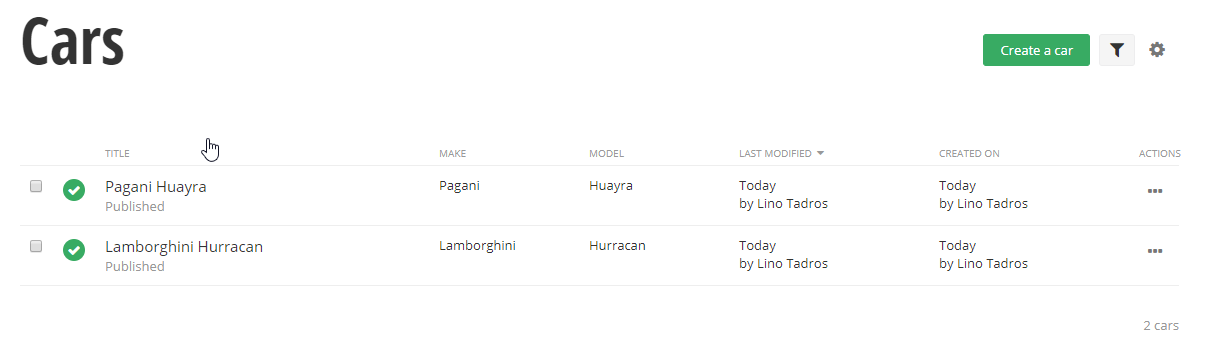 Cars
Create a car
TITLE MAKE MODEL LAST MODIFIED CREATED ON ACTIONS
Pagani Huayra Pagani Huayra Today Today
Published by Lino Tadros by Lino Tadros
Lamborghini Hurracan Lamborghini Hurracan Today Today
Published by Lino Tadros by Lino Tadros
2 cars